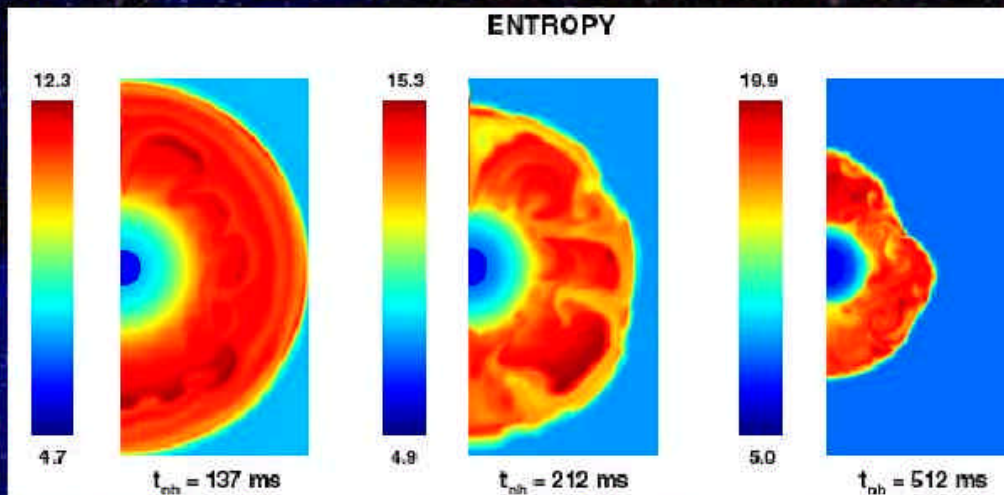 ENTROPY
12.3 15.3 19.9
4.7 4.9 5.0
t_pb = 137 ms t_pb = 212 ms t_pb = 512 ms